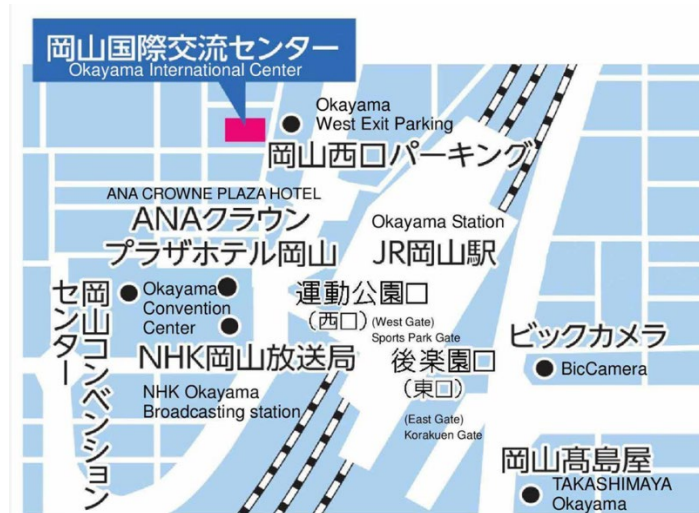 岡山国際交流センター
Okayama International Center
Okayama
West Exit Parking
岡山西口パーキング
ANA CROWNE PLAZA HOTEL
ANAクラウン
プラザホテル岡山
Okayama Station
JR岡山駅
Okayama
Convention
Center
岡山コンベンション
センター
運動公園口
(西口)
(West Gate)
Sports Park Gate
NHK岡山放送局
NHK Okayama
Broadcasting station
後楽園口
(東口)
(East Gate)
Korakuen Gate
ビックカメラ
BicCamera
岡山髙島屋
TAKASHIMAYA
Okayama